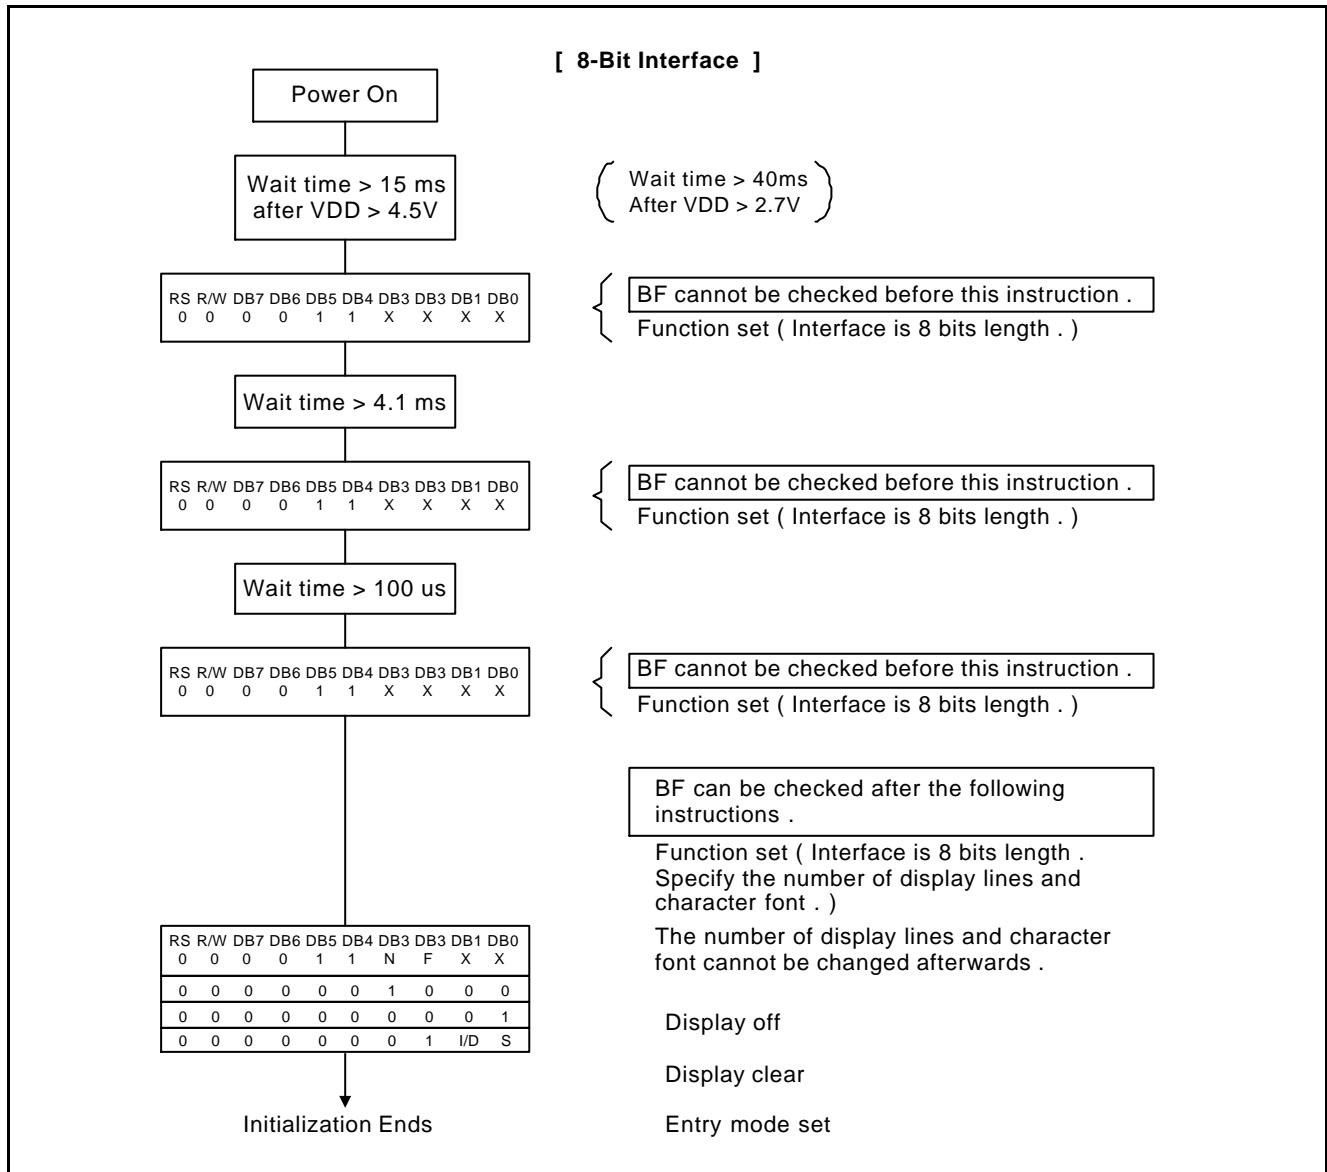 [ 8-Bit Interface ]
Power On
Wait time > 15 ms
after VDD > 4.5V
Wait time > 40ms
After VDD > 2.7V
RS R/W DB7 DB6 DB5 DB4 DB3 DB3 DB1 DB0
0 0 0 0 1 1 X X X X
BF cannot be checked before this instruction .
Function set ( Interface is 8 bits length . )
Wait time > 4.1 ms
RS R/W DB7 DB6 DB5 DB4 DB3 DB3 DB1 DB0
0 0 0 0 1 1 X X X X
BF cannot be checked before this instruction .
Function set ( Interface is 8 bits length . )
Wait time > 100 us
RS R/W DB7 DB6 DB5 DB4 DB3 DB3 DB1 DB0
0 0 0 0 1 1 X X X X
BF cannot be checked before this instruction .
Function set ( Interface is 8 bits length . )
BF can be checked after the following
instructions .
Function set ( Interface is 8 bits length .
Specify the number of display lines and
character font . )
The number of display lines and character
font cannot be changed afterwards .
RS R/W DB7 DB6 DB5 DB4 DB3 DB3 DB1 DB0
0 0 0 0 1 1 N F X X
0 0 0 0 0 0 1 0 0 0
0 0 0 0 0 0 0 0 0 1
0 0 0 0 0 0 0 1 I/D S
Display off
Display clear
Entry mode set
Initialization Ends